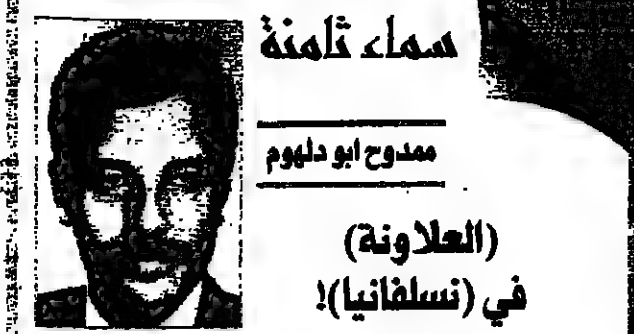 سماء ثامنة
ممدوح ابو دلهوم
(العلاونة)
في (نسلفانيا)!